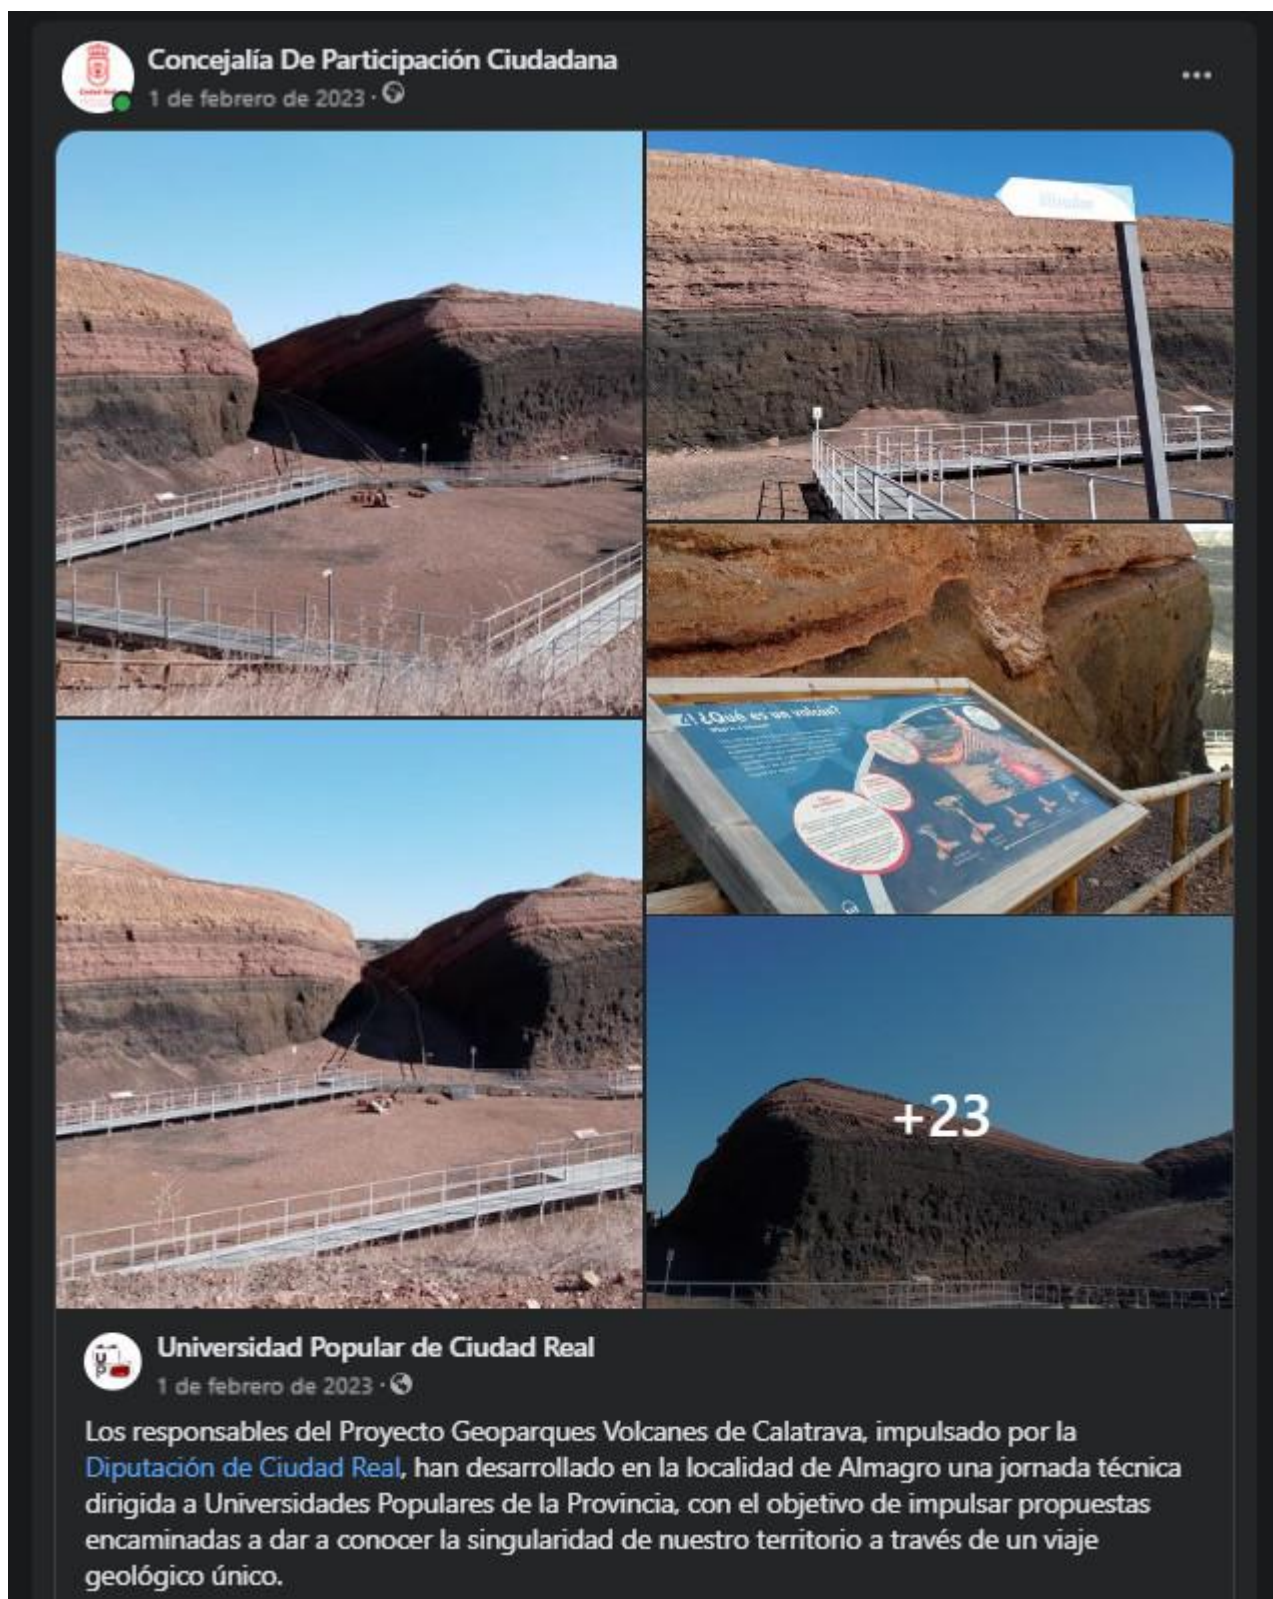 Concejalía De Participación Ciudadana
1 de febrero de 2023 ·
Mirador
¿Qué es un volcán?
+23
Universidad Popular de Ciudad Real
1 de febrero de 2023 ·
Los responsables del Proyecto Geoparques Volcanes de Calatrava, impulsado por la
Diputación de Ciudad Real, han desarrollado en la localidad de Almagro una jornada técnica
dirigida a Universidades Populares de la Provincia, con el objetivo de impulsar propuestas
encaminadas a dar a conocer la singularidad de nuestro territorio a través de un viaje
geológico único.